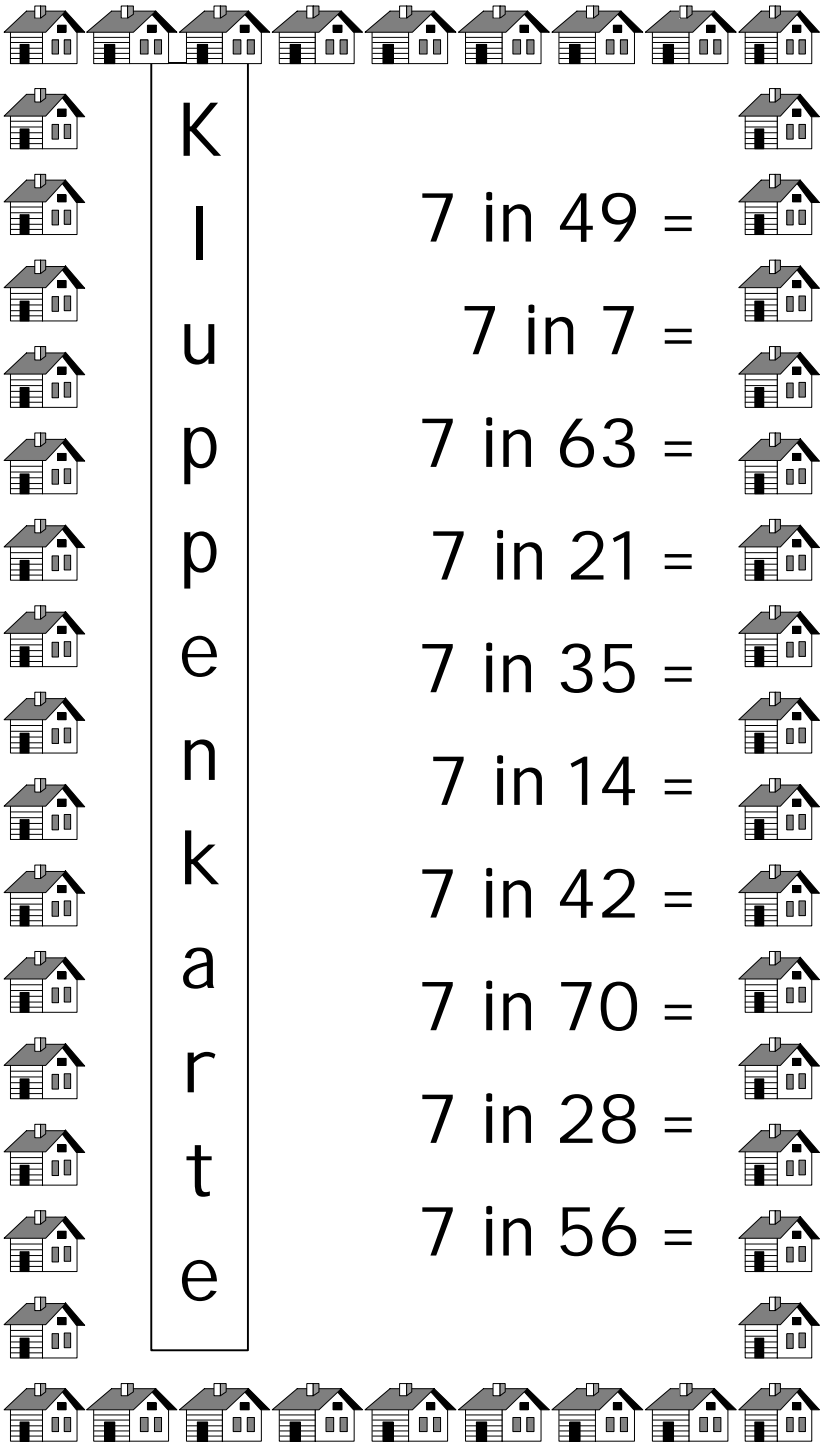 Kluppenkarte
7 in 49 =
7 in 7 =
7 in 63 =
7 in 21 =
7 in 35 =
7 in 14 =
7 in 42 =
7 in 70 =
7 in 28 =
7 in 56 =